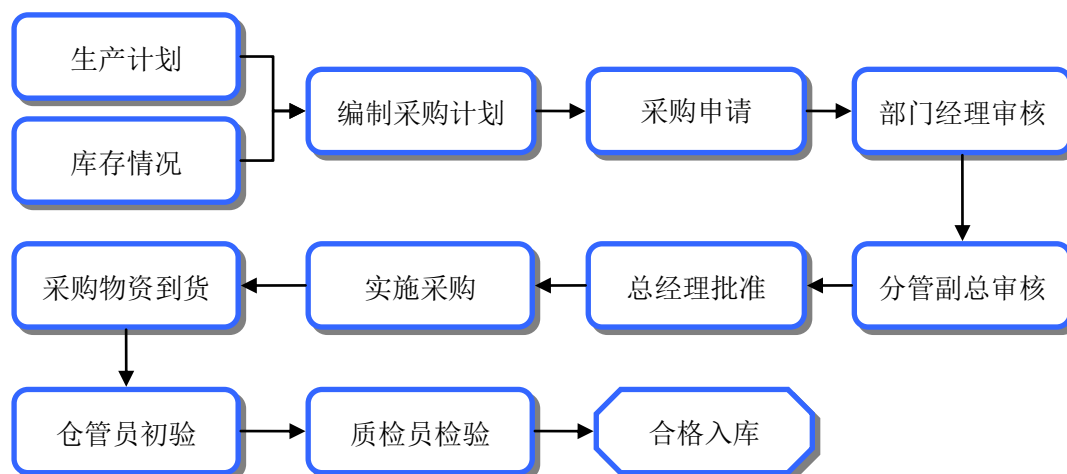 生产计划
库存情况
编制采购计划
采购申请
部门经理审核
分管副总审核
总经理批准
实施采购
采购物资到货
仓管员初验
质检员检验
合格入库